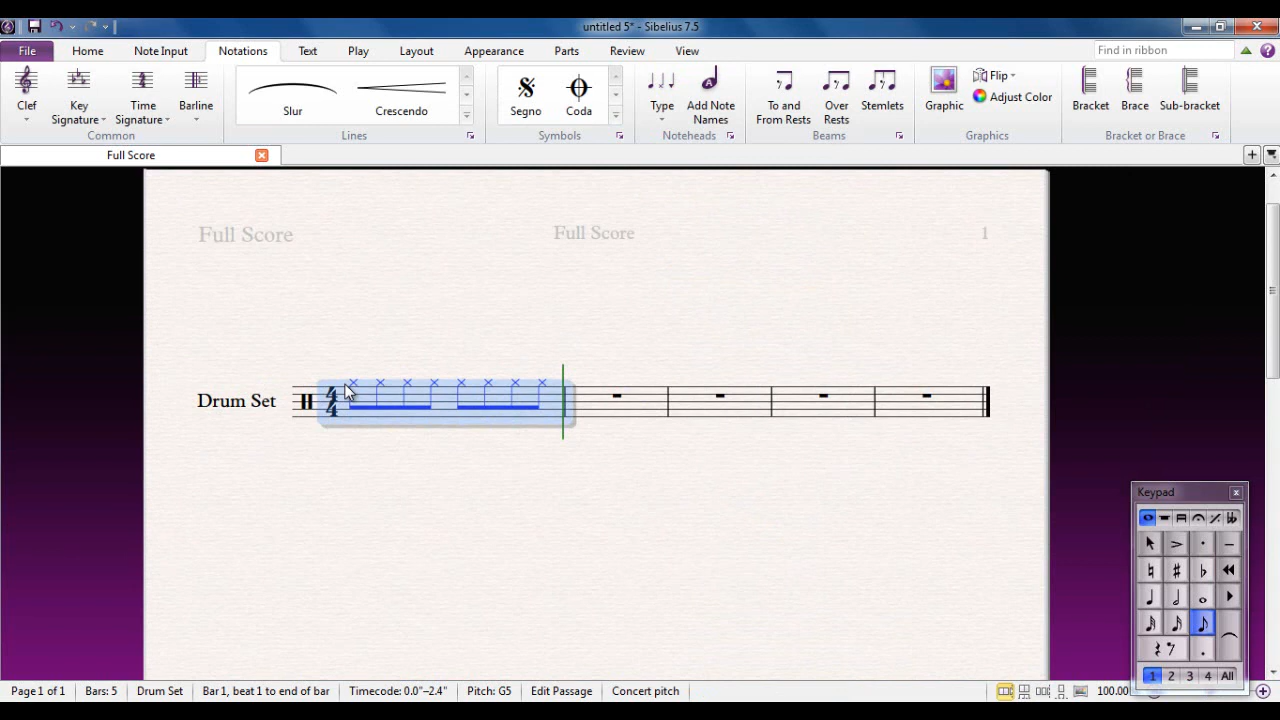 untitled 5* - Sibelius 7.5
File Home Note Input Notations Text Play Layout Appearance Parts Review View Find in ribbon
Clef Key Signature Time Signature Barline Slur Crescendo Segno Coda Type Add Note Names To and From Rests Over Rests Stemlets Graphic Flip Adjust Color Bracket Brace Sub-bracket
Common Lines Symbols Noteheads Beams Graphics Bracket or Brace
Full Score
Full Score Full Score 1
Drum Set 4 4
Keypad
1 2 3 4 All
Page 1 of 1 Bars: 5 Drum Set Bar 1, beat 1 to end of bar Timecode: 0.0"–2.4" Pitch: G5 Edit Passage Concert pitch 100.00